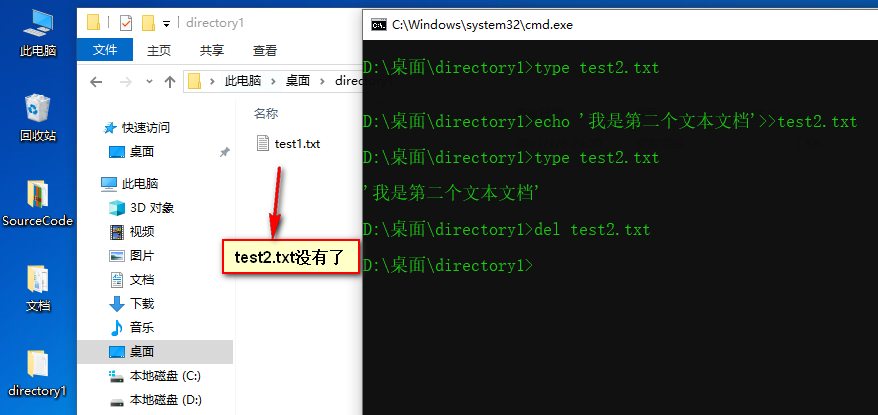 此电脑
回收站
SourceCode
文档
directory1
directory1
文件
主页
共享
查看
此电脑
桌面
direc
名称
快速访问
桌面
此电脑
3D 对象
视频
图片
文档
下载
音乐
桌面
本地磁盘 (C:)
本地磁盘 (D:)
test1.txt
test2.txt没有了
C:\Windows\system32\cmd.exe
D:\桌面\directory1>type test2.txt
D:\桌面\directory1>echo '我是第二个文本文档'>>test2.txt
D:\桌面\directory1>type test2.txt
'我是第二个文本文档'
D:\桌面\directory1>del test2.txt
D:\桌面\directory1>